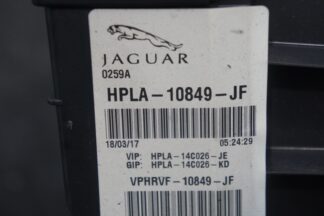 JAGUAR
0259A
HPLA-10849-JF
18/03/17 05:24:29
VIP: HPLA-14C026-JE
GIP: HPLA-14C026-KD
VPHRVF-10849-JF